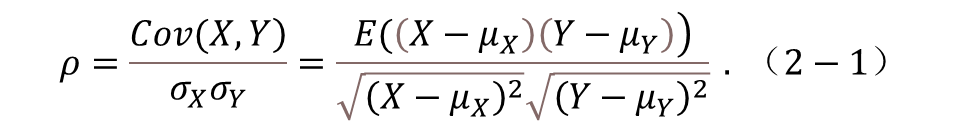 ρ = Cov(X, Y) / σ_X σ_Y = E((X − μ_X)(Y − μ_Y)) / √(X − μ_X)² √(Y − μ_Y)² . （2 − 1）